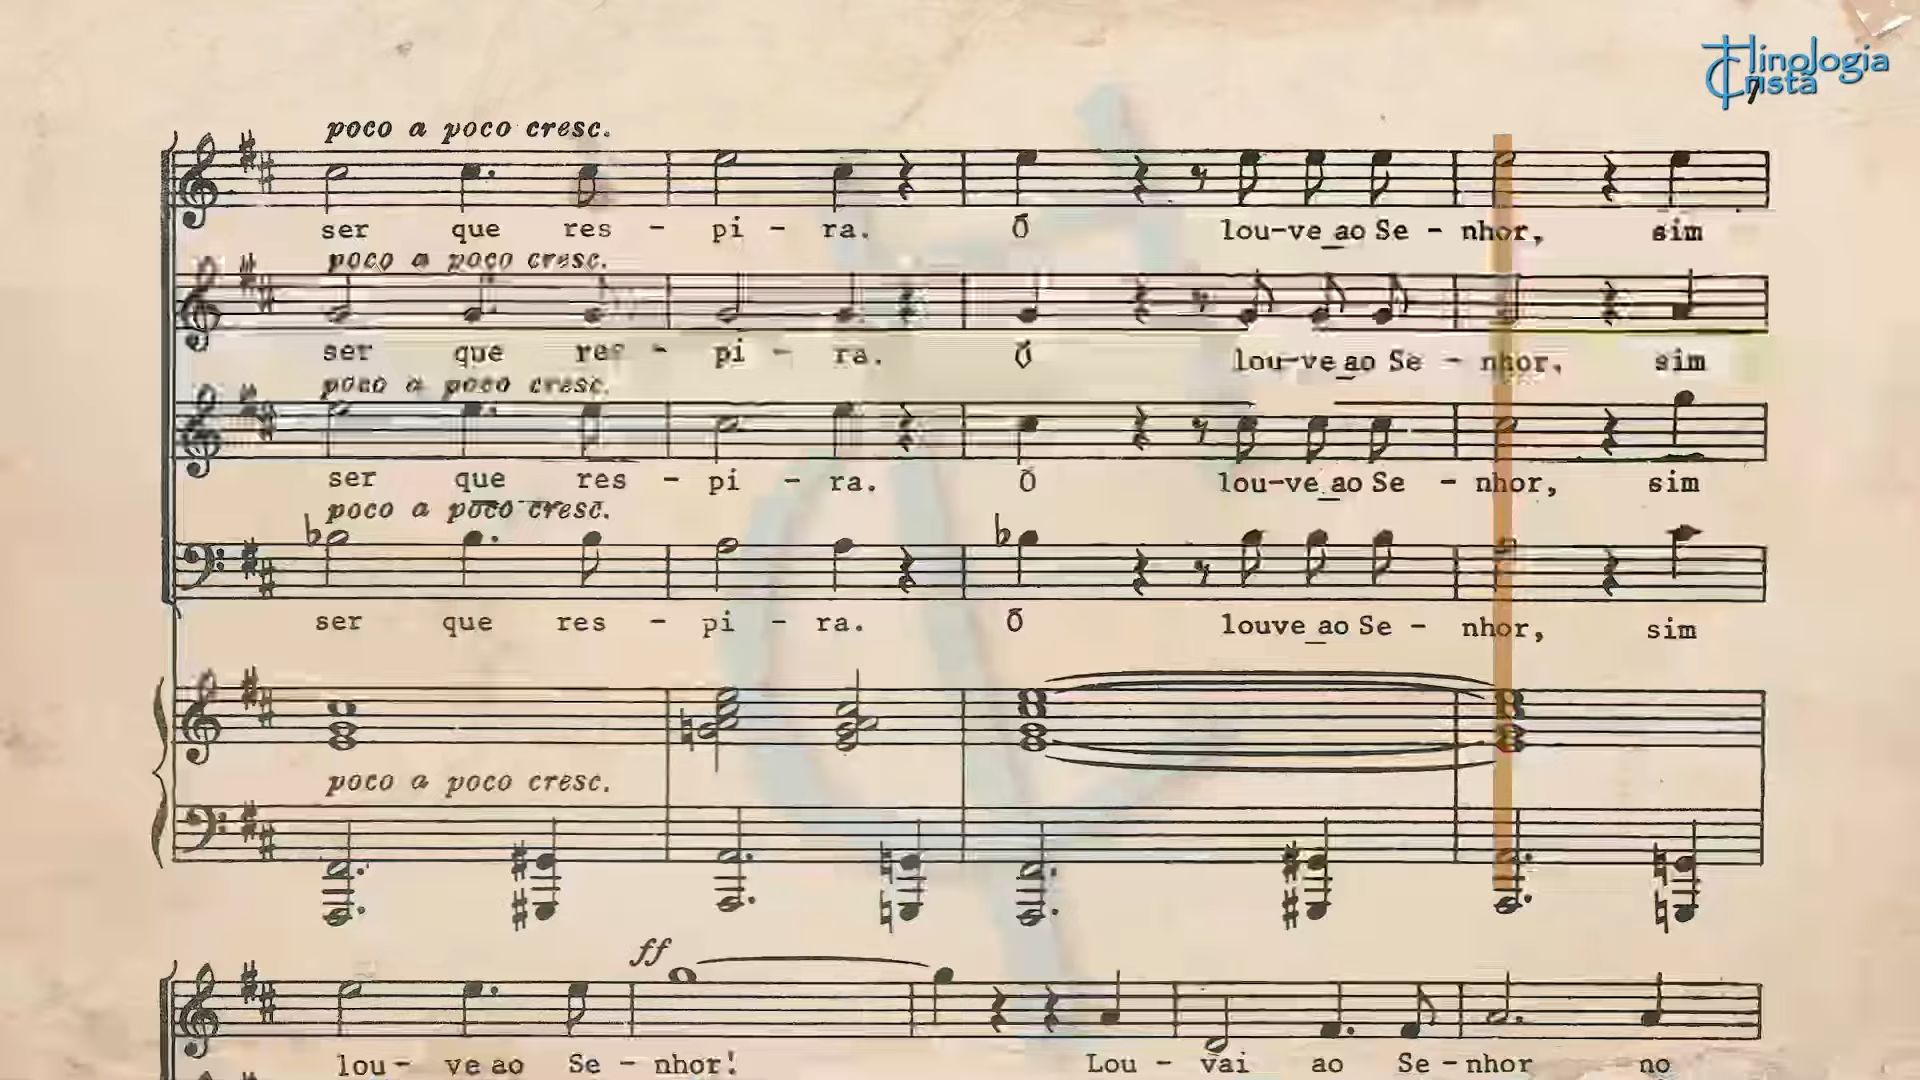 Hinologia
Cristã
7
poco a poco cresc.
ser que res - pi - ra. Ó lou-ve ao Se - nhor, sim
poco a poco cresc.
ser que res - pi - ra. Ó lou-ve ao Se - nhor, sim
poco a poco cresc.
ser que res - pi - ra. Ó lou-ve ao Se - nhor, sim
poco a poco cresc.
ser que res - pi - ra. Ó louve ao Se - nhor, sim
poco a poco cresc.
ff
lou - ve ao Se - nhor! Lou - vai ao Se - nhor no